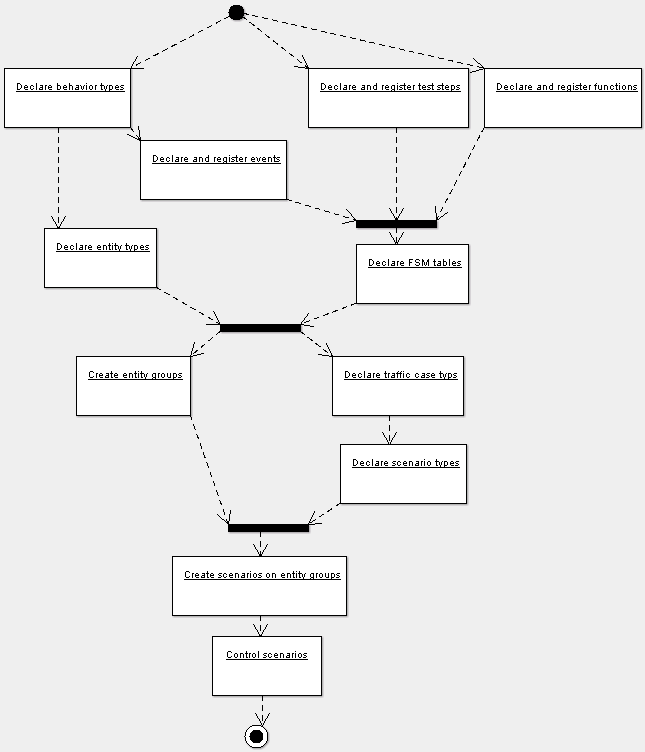 Declare behavior types
Declare and register test steps
Declare and register functions
Declare and register events
Declare entity types
Declare FSM tables
Create entity groups
Declare traffic case typs
Declare scenario types
Create scenarios on entity groups
Control scenarios